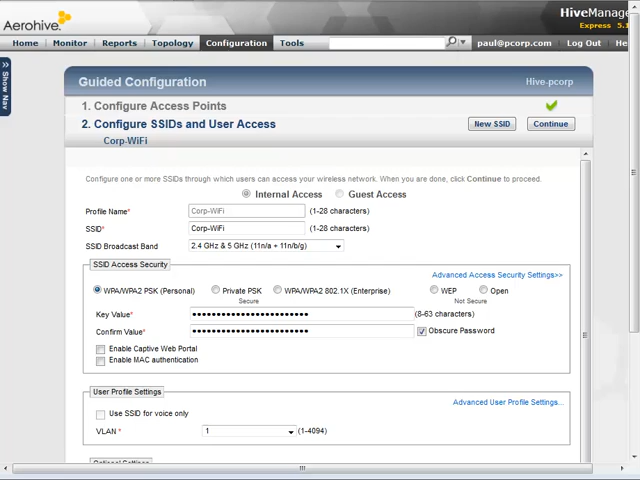 HiveManage
Aerohive.
Express 5.1
Home Monitor Reports Topology Configuration Tools paul@pcorp.com Log Out He
Show Nav
Guided Configuration Hive-pcorp
1. Configure Access Points
2. Configure SSIDs and User Access New SSID Continue
Corp-WiFi
Configure one or more SSIDs through which users can access your wireless network. When you are done, click Continue to proceed.
Internal Access Guest Access
Profile Name* Corp-WiFi (1-28 characters)
SSID* Corp-WiFi (1-28 characters)
SSID Broadcast Band 2.4 GHz & 5 GHz (11n/a + 11n/b/g)
SSID Access Security
Advanced Access Security Settings>>
WPA/WPA2 PSK (Personal) Private PSK WPA/WPA2 802.1X (Enterprise) WEP Open
Secure Not Secure
Key Value* •••••••••••••••••••••••• (8-63 characters)
Confirm Value* •••••••••••••••••••••••• Obscure Password
Enable Captive Web Portal
Enable MAC authentication
User Profile Settings
Advanced User Profile Settings...
Use SSID for voice only
VLAN * 1 (1-4094)
Optional Settings